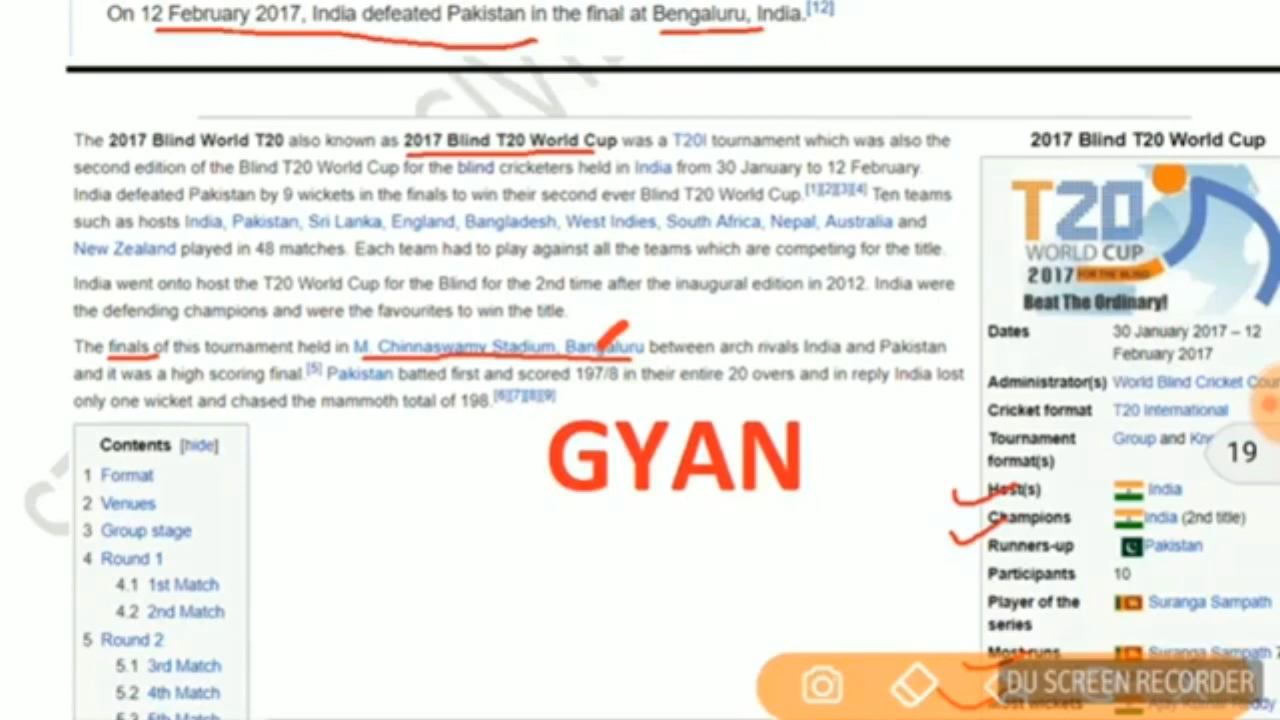 On 12 February 2017, India defeated Pakistan in the final at Bengaluru, India.[12]
The 2017 Blind World T20 also known as 2017 Blind T20 World Cup was a T20I tournament which was also the
second edition of the Blind T20 World Cup for the blind cricketers held in India from 30 January to 12 February.
India defeated Pakistan by 9 wickets in the finals to win their second ever Blind T20 World Cup.[1][2][3][4] Ten teams
such as hosts India, Pakistan, Sri Lanka, England, Bangladesh, West Indies, South Africa, Nepal, Australia and
New Zealand played in 48 matches. Each team had to play against all the teams which are competing for the title.
India went onto host the T20 World Cup for the Blind for the 2nd time after the inaugural edition in 2012. India were
the defending champions and were the favourites to win the title.
The finals of this tournament held in M. Chinnaswamy Stadium, Bangaluru between arch rivals India and Pakistan
and it was a high scoring final.[5] Pakistan batted first and scored 197/8 in their entire 20 overs and in reply India lost
only one wicket and chased the mammoth total of 198.[6][7][8][9]
GYAN
Contents [hide]
1 Format
2 Venues
3 Group stage
4 Round 1
4.1 1st Match
4.2 2nd Match
5 Round 2
5.1 3rd Match
5.2 4th Match
5.3 5th Match
2017 Blind T20 World Cup
T20
WORLD CUP
2017 FOR THE BLIND
Beat The Ordinary!
Dates 30 January 2017 – 12
February 2017
Administrator(s) World Blind Cricket
Cricket format T20 International
Tournament Group and
format(s)
19
Host(s) India
Champions India (2nd title)
Runners-up Pakistan
Participants 10
Player of the Suranga Sampath
series
Most runs Suranga Sampath
DU SCREEN RECORDER
Most wickets